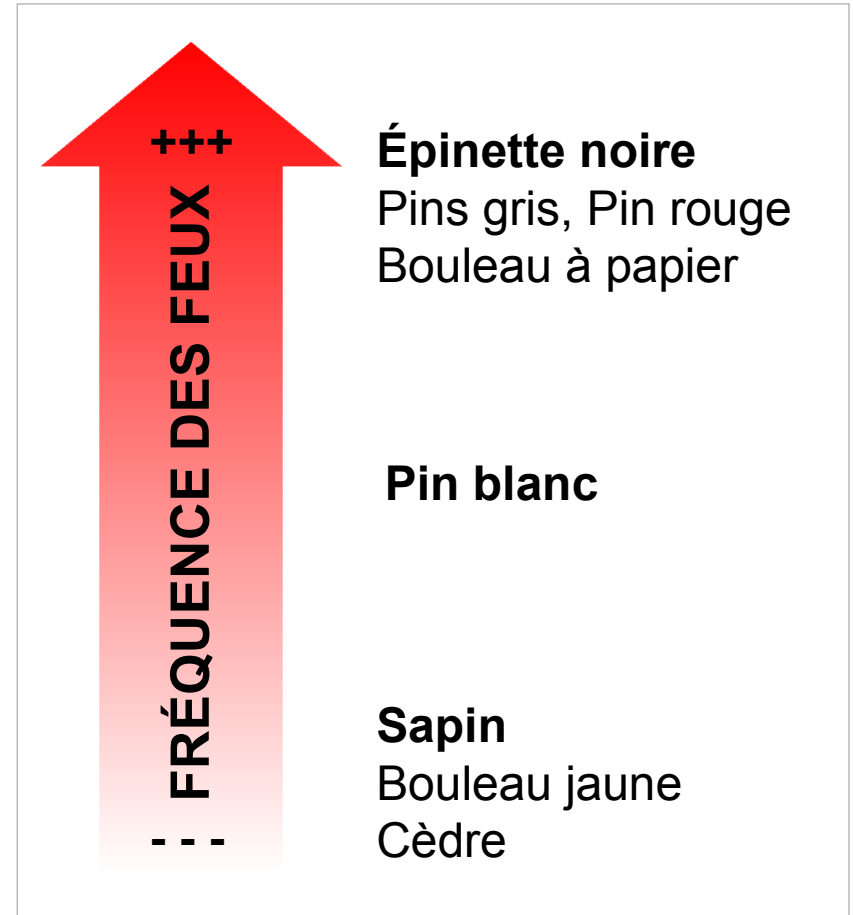 +++
FRÉQUENCE DES FEUX
- - -
Épinette noire
Pins gris, Pin rouge
Bouleau à papier
Pin blanc
Sapin
Bouleau jaune
Cèdre